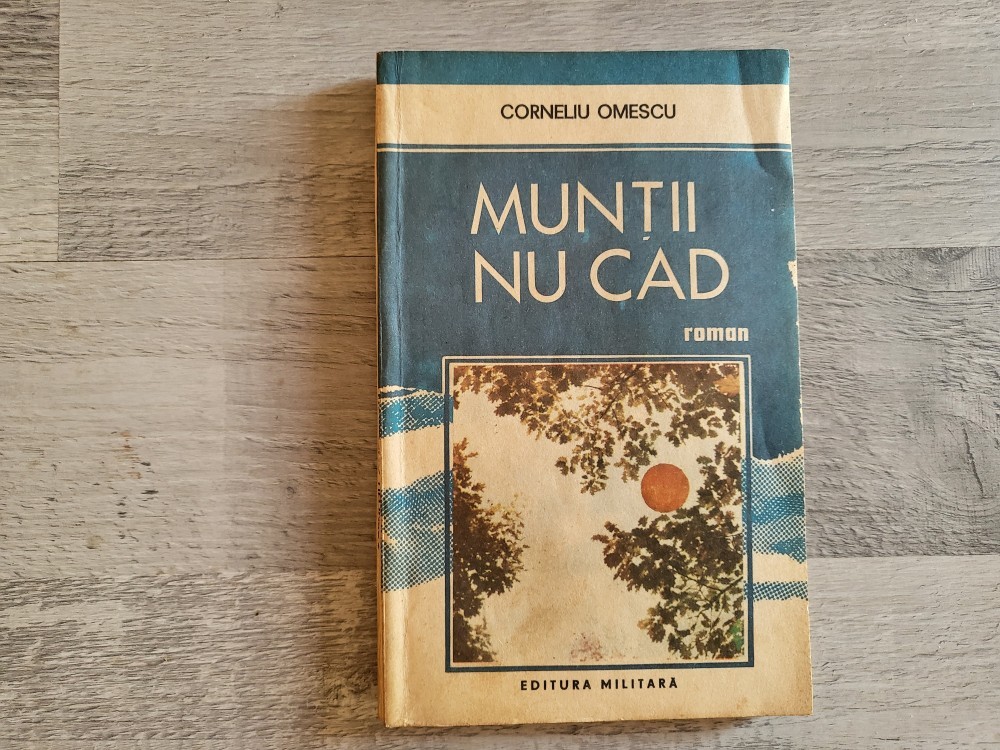 CORNELIU OMESCU
MUNȚII
NU CAD
roman
EDITURA MILITARĂ